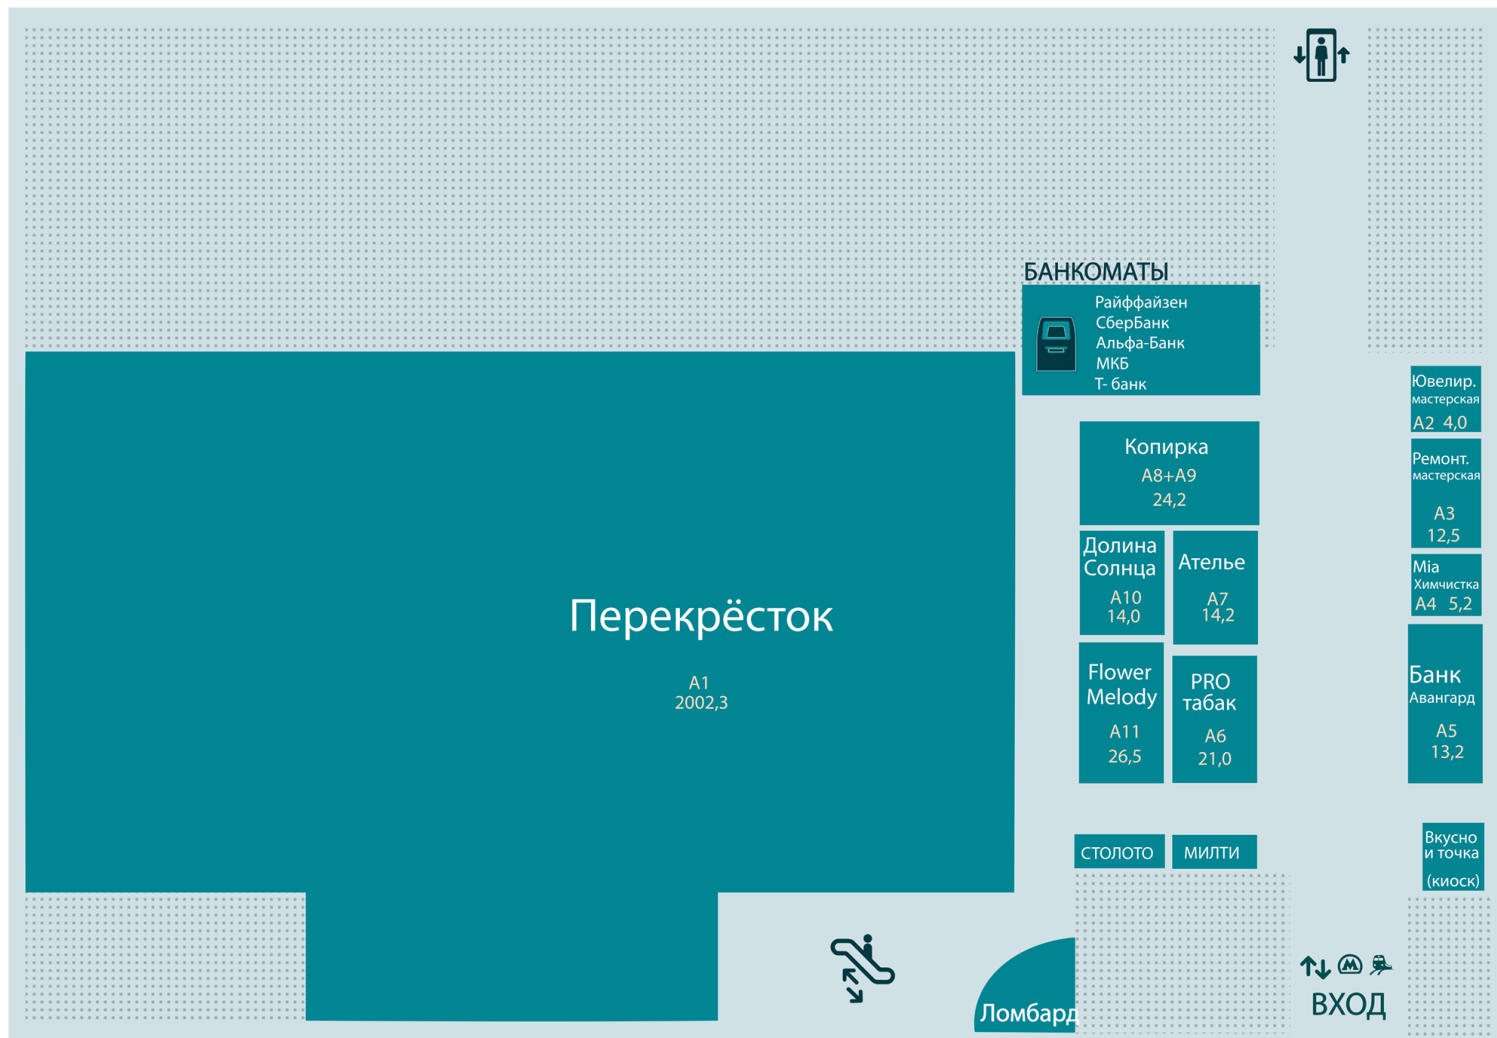 БАНКОМАТЫ
Райффайзен
СберБанк
Альфа-Банк
МКБ
Т- банк
Ювелир.
мастерская
А2 4,0
Копирка
А8+А9
24,2
Ремонт.
мастерская
А3
12,5
Долина
Солнца
А10
14,0
Ателье
А7
14,2
Mia
Химчистка
А4 5,2
Перекрёсток
А1
2002,3
Flower
Melody
А11
26,5
PRO
табак
А6
21,0
Банк
Авангард
А5
13,2
СТОЛОТО
МИЛТИ
Вкусно
и точка
(киоск)
Ломбард
М
ВХОД